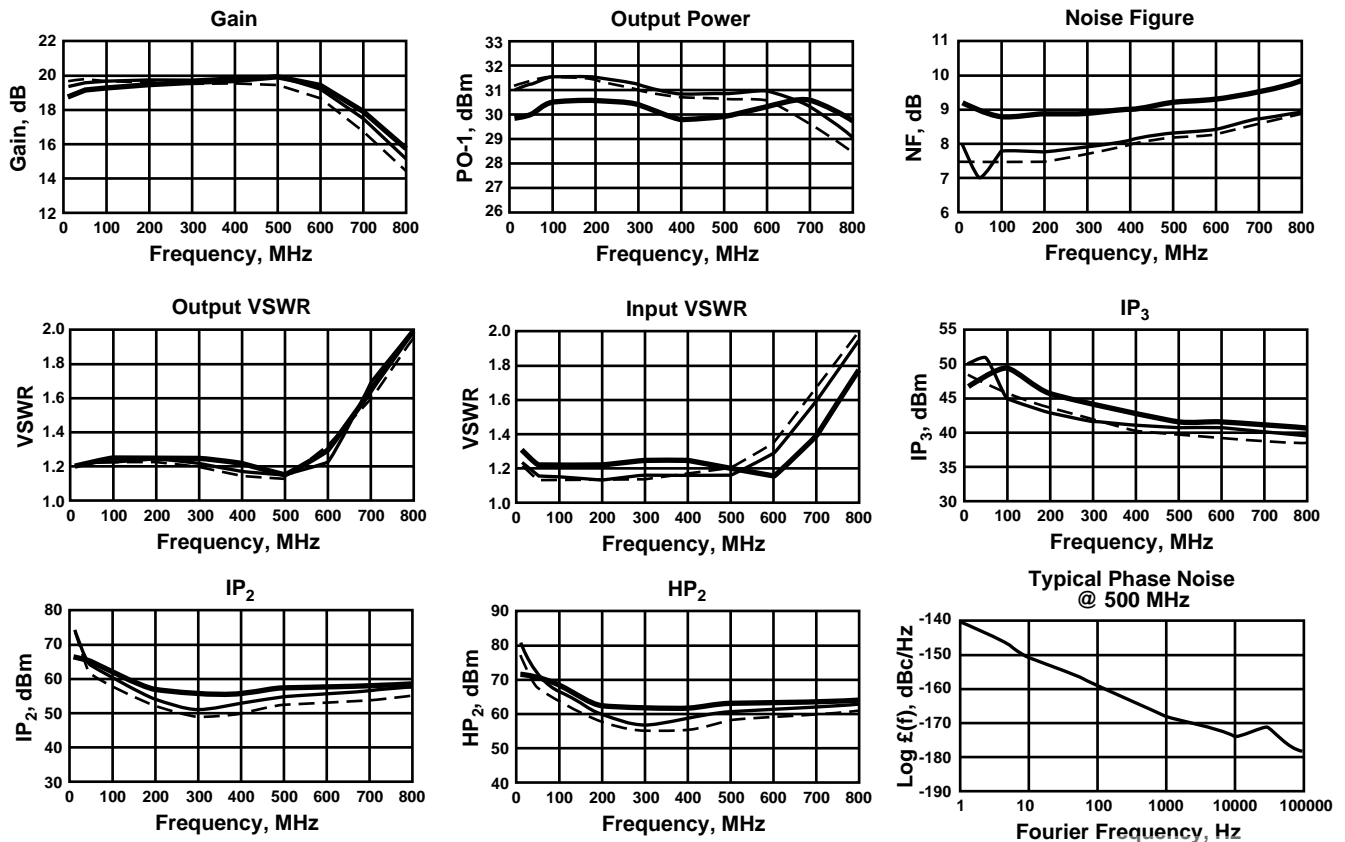 Gain
22
20
18
16
14
12
Gain, dB
0 100 200 300 400 500 600 700 800
Frequency, MHz
Output Power
33
32
31
30
29
28
27
26
PO-1, dBm
0 100 200 300 400 500 600 700 800
Frequency, MHz
Noise Figure
11
10
9
8
7
6
NF, dB
0 100 200 300 400 500 600 700 800
Frequency, MHz
Output VSWR
2.0
1.8
1.6
1.4
1.2
1.0
VSWR
0 100 200 300 400 500 600 700 800
Frequency, MHz
Input VSWR
2.0
1.8
1.6
1.4
1.2
1.0
VSWR
0 100 200 300 400 500 600 700 800
Frequency, MHz
IP3
55
50
45
40
35
30
IP3, dBm
0 100 200 300 400 500 600 700 800
Frequency, MHz
IP2
80
70
60
50
40
30
IP2, dBm
0 100 200 300 400 500 600 700 800
Frequency, MHz
HP2
90
80
70
60
50
40
HP2, dBm
0 100 200 300 400 500 600 700 800
Frequency, MHz
Typical Phase Noise
@ 500 MHz
-140
-150
-160
-170
-180
-190
Log £(f), dBc/Hz
1 10 100 1000 10000 100000
Fourier Frequency, Hz